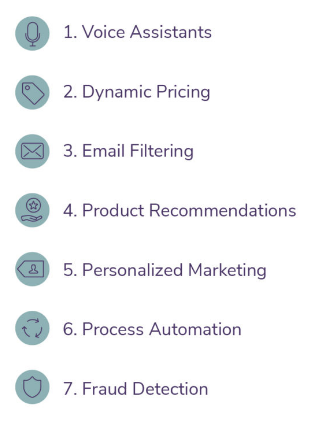 1. Voice Assistants
2. Dynamic Pricing
3. Email Filtering
4. Product Recommendations
5. Personalized Marketing
6. Process Automation
7. Fraud Detection